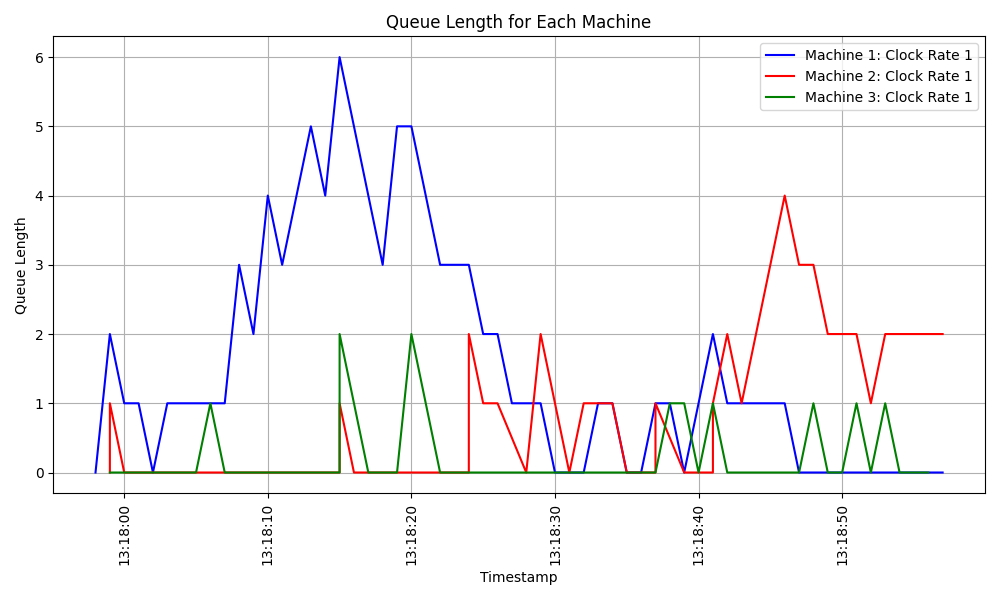 Queue Length for Each Machine
Machine 1: Clock Rate 1
Machine 2: Clock Rate 1
Machine 3: Clock Rate 1
Queue Length
6
5
4
3
2
1
0
13:18:00
13:18:10
13:18:20
13:18:30
13:18:40
13:18:50
Timestamp